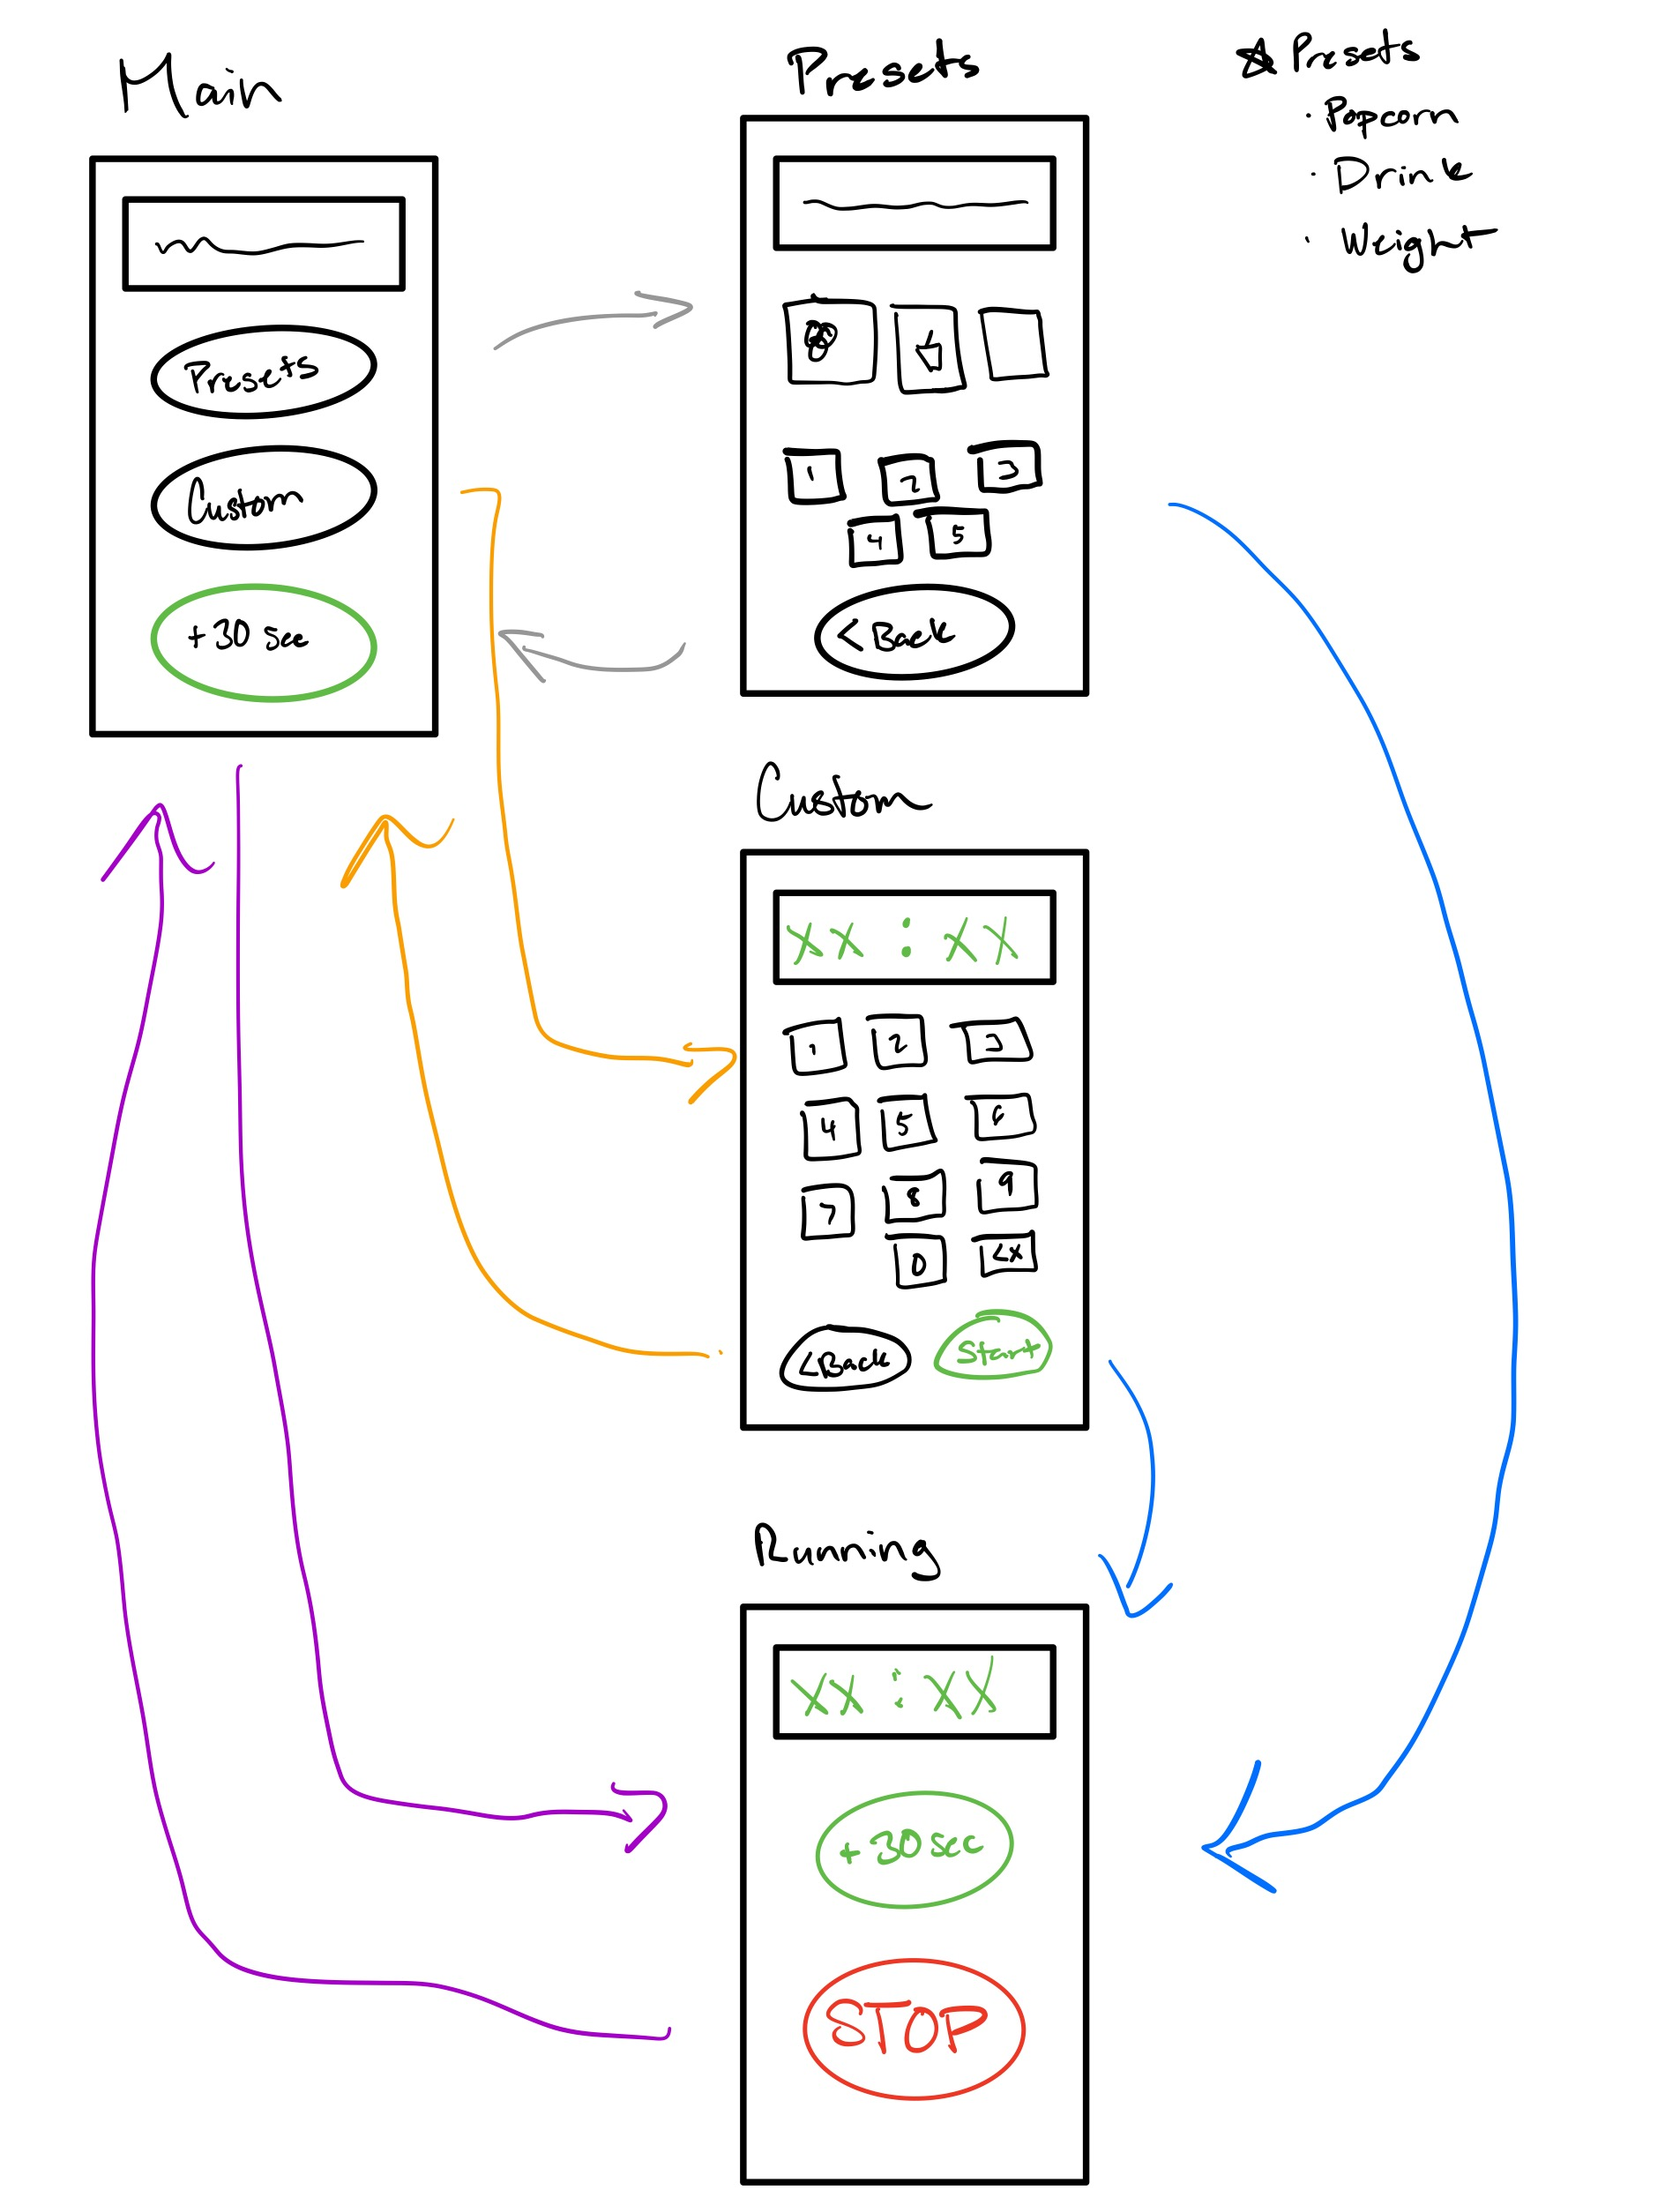 Main
Presets
Custom
+30 sec
Presets
1 2 3
4 5
< Back
☆ Presets
· Popcorn
· Drink
· Weight
Custom
XX : XX
1 2 3
4 5 6
7 8 9
0 <x
< Back Start
Running
XX : XX
+30 sec
STOP